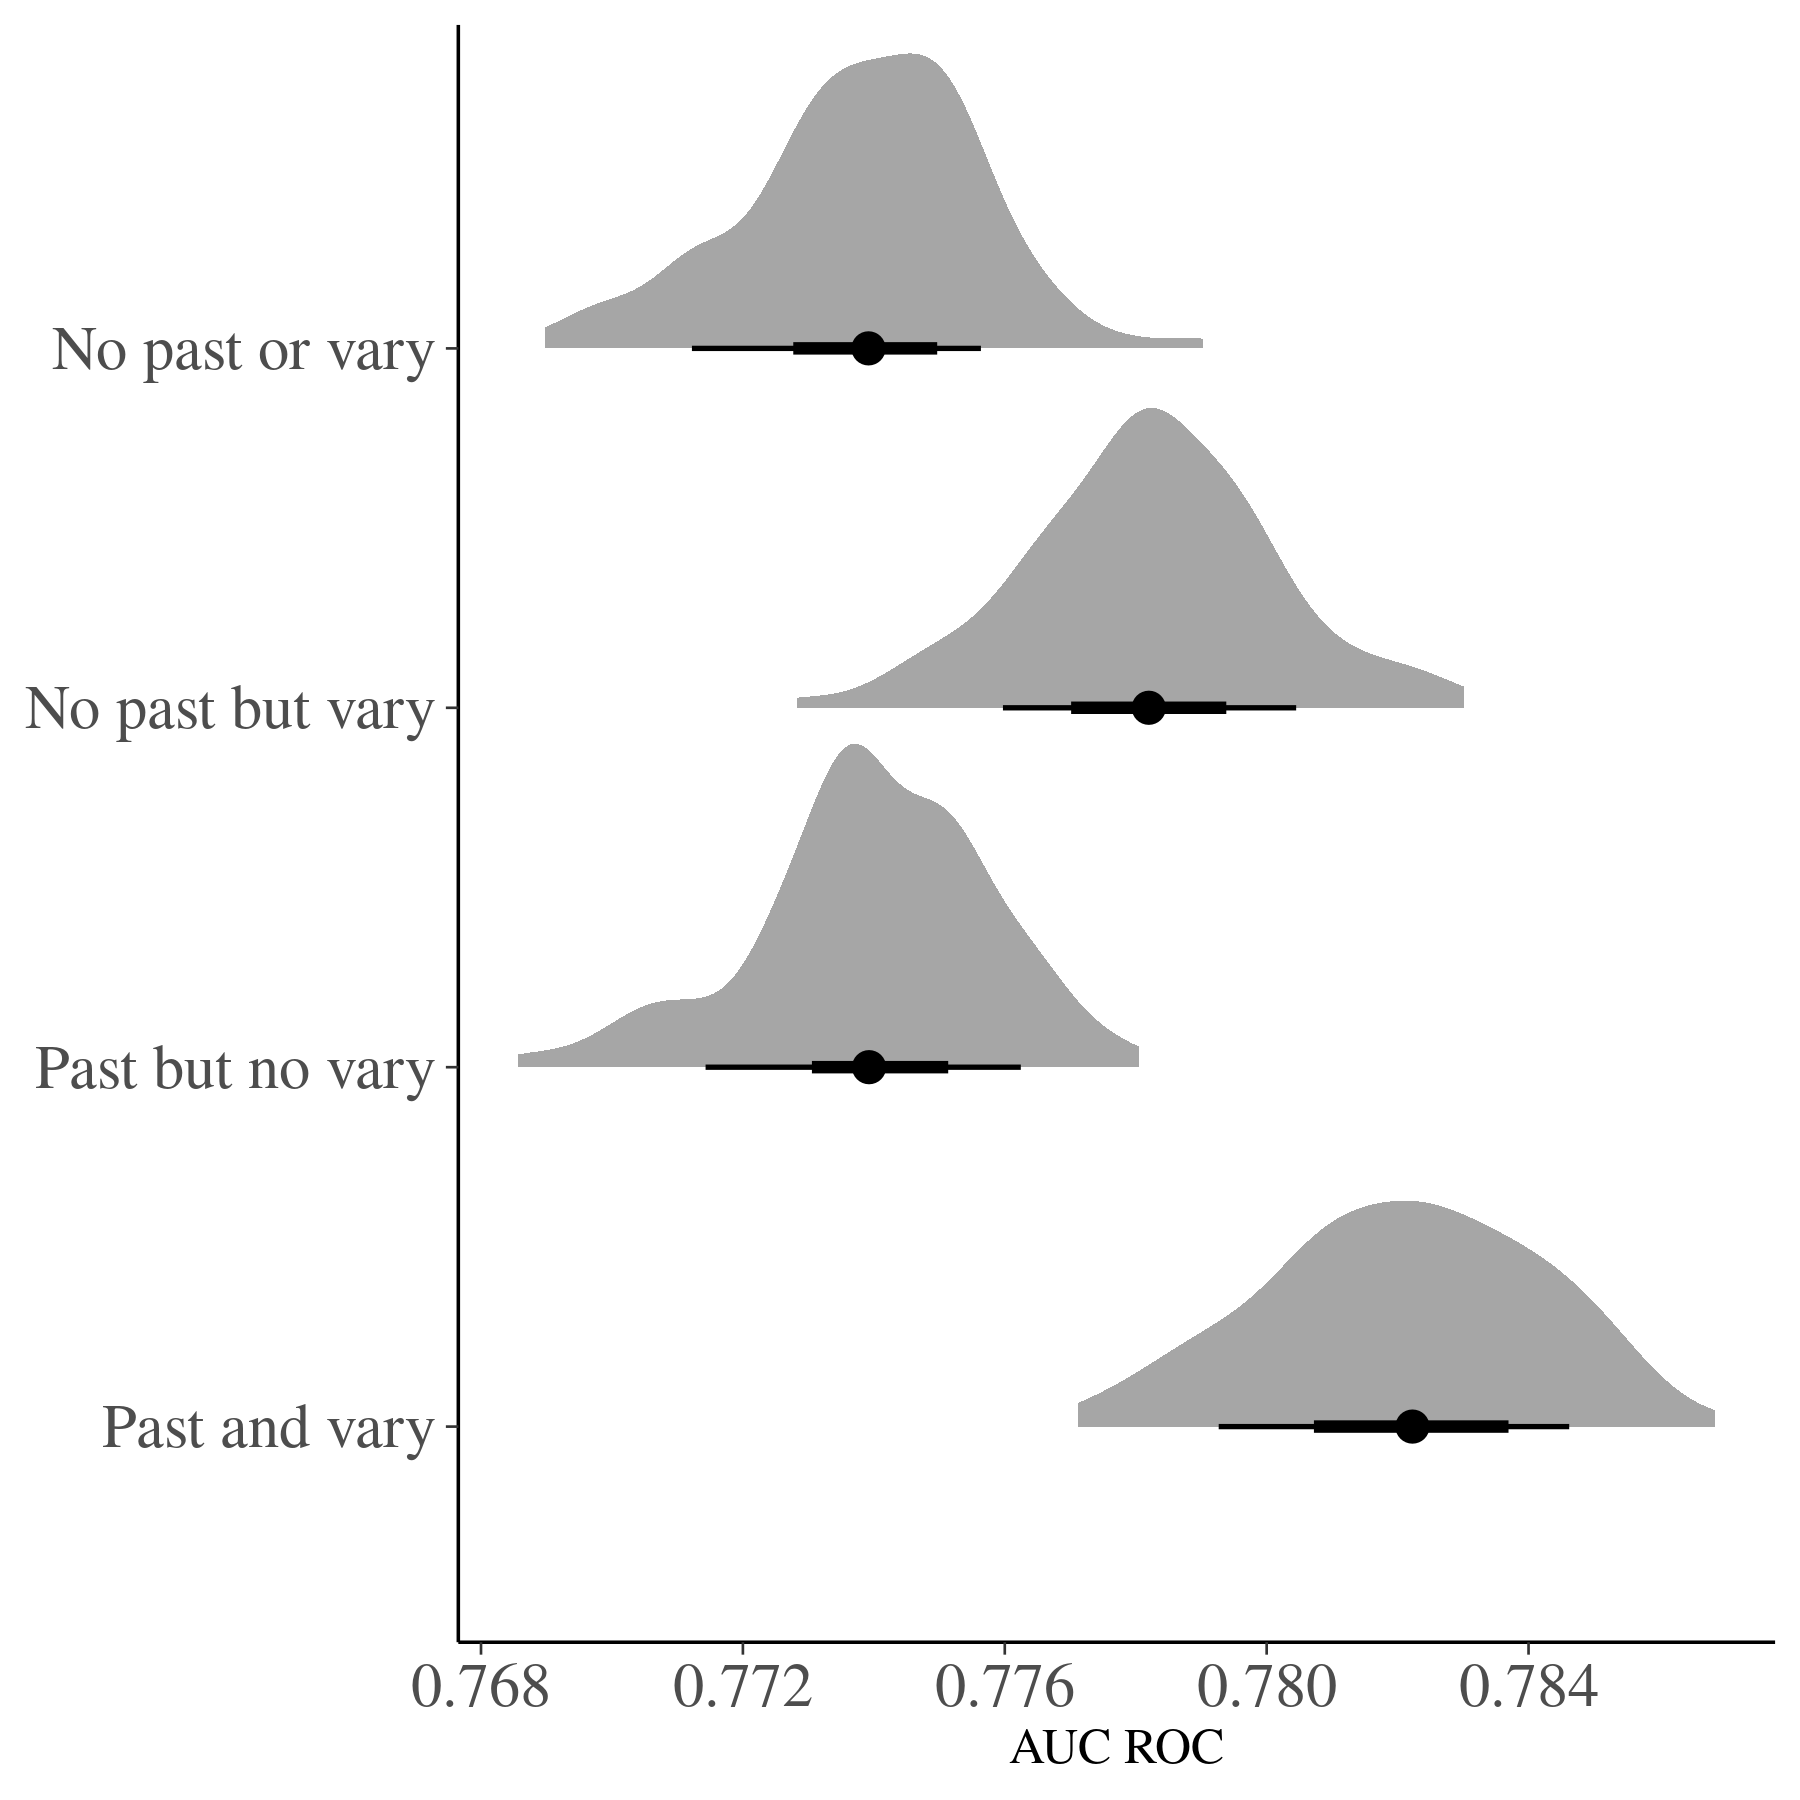 No past or vary
No past but vary
Past but no vary
Past and vary
0.768 0.772 0.776 0.780 0.784
AUC ROC